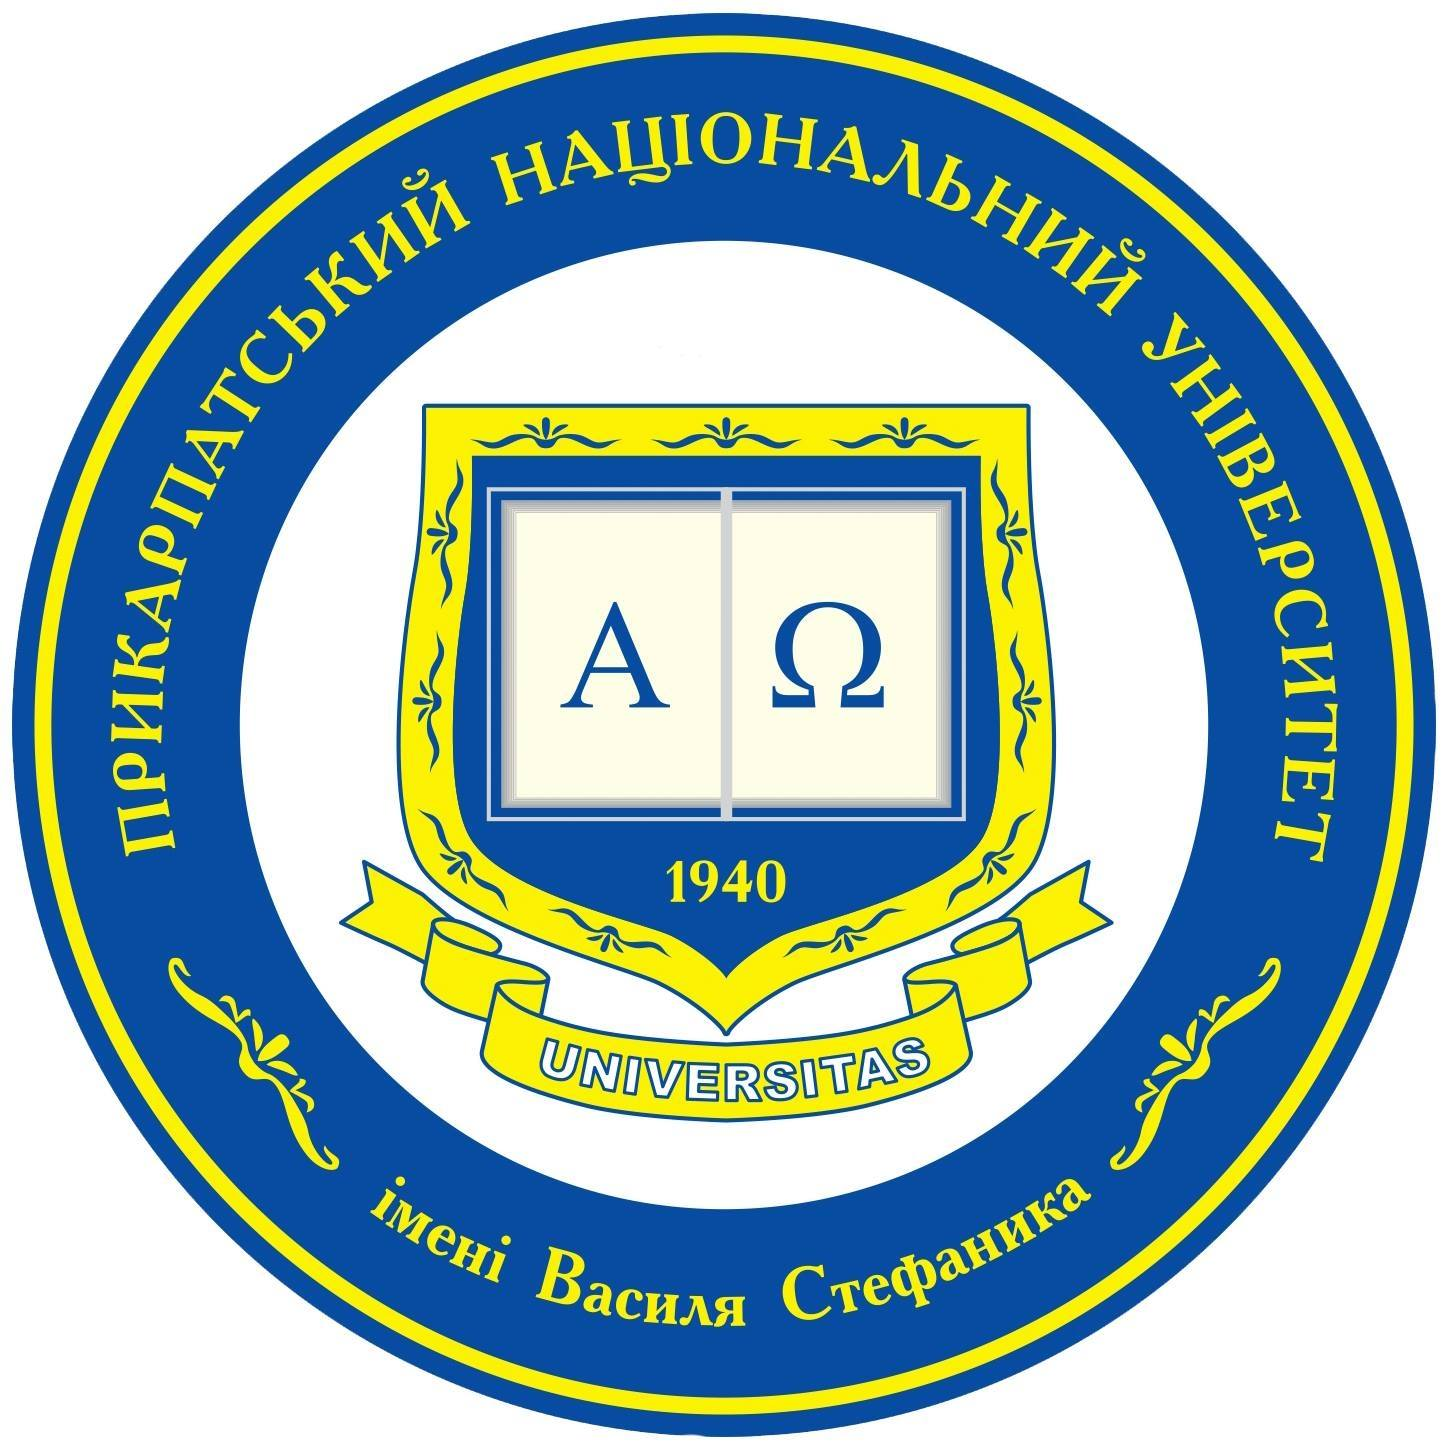 ПРИКАРПАТСЬКИЙ НАЦІОНАЛЬНИЙ УНІВЕРСИТЕТ
Α Ω
1940
UNIVERSITAS
імені Василя Стефаника